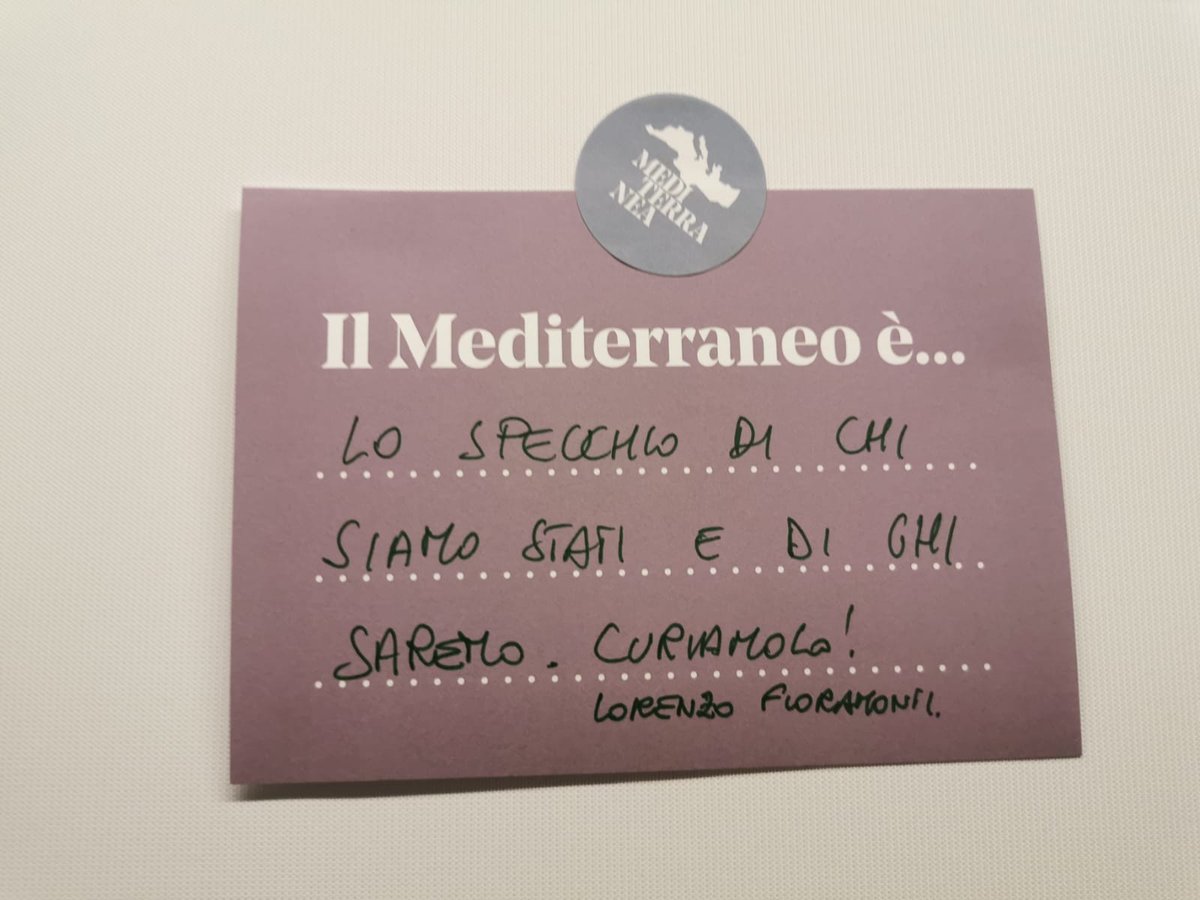 MEDI
TERRA
NEA
Il Mediterraneo è...
LO SPECCHIO DI CHI
SIAMO STATI E DI CHI
SAREMO. CURIAMOLO!
LORENZO FIORAMONTI.